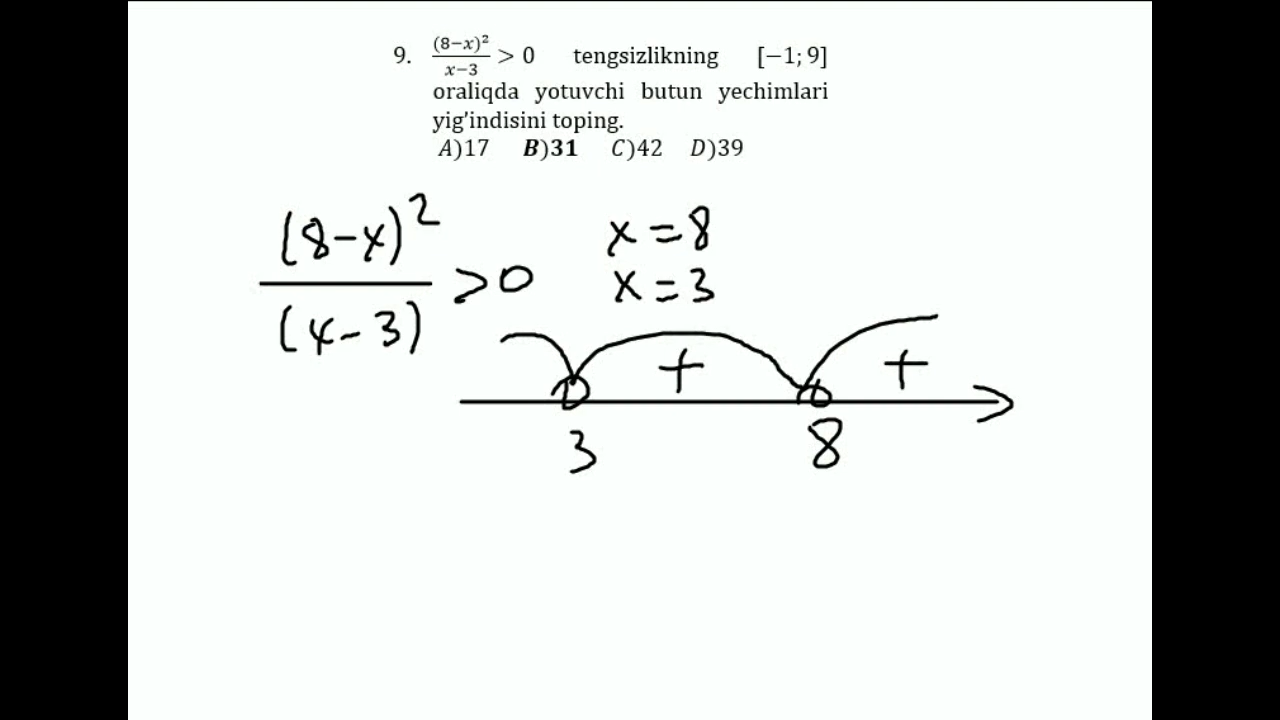 9. (8−x)²/x−3 > 0 tengsizlikning [−1; 9]
oraliqda yotuvchi butun yechimlari
yig'indisini toping.
A)17 B)31 C)42 D)39
(8-x)²/(x-3) >0
x=8
x=3
+ +
3 8